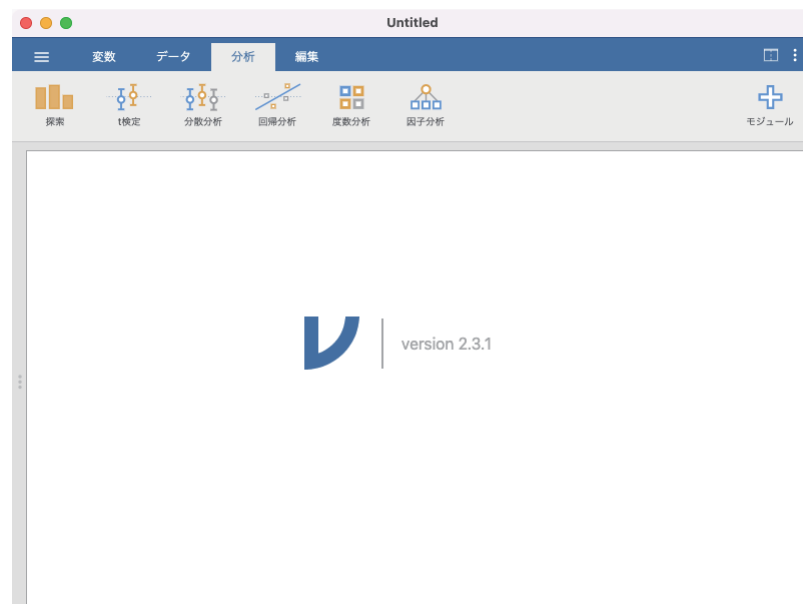 Untitled
変数 データ 分析 編集
探索 t検定 分散分析 回帰分析 度数分析 因子分析 モジュール
version 2.3.1